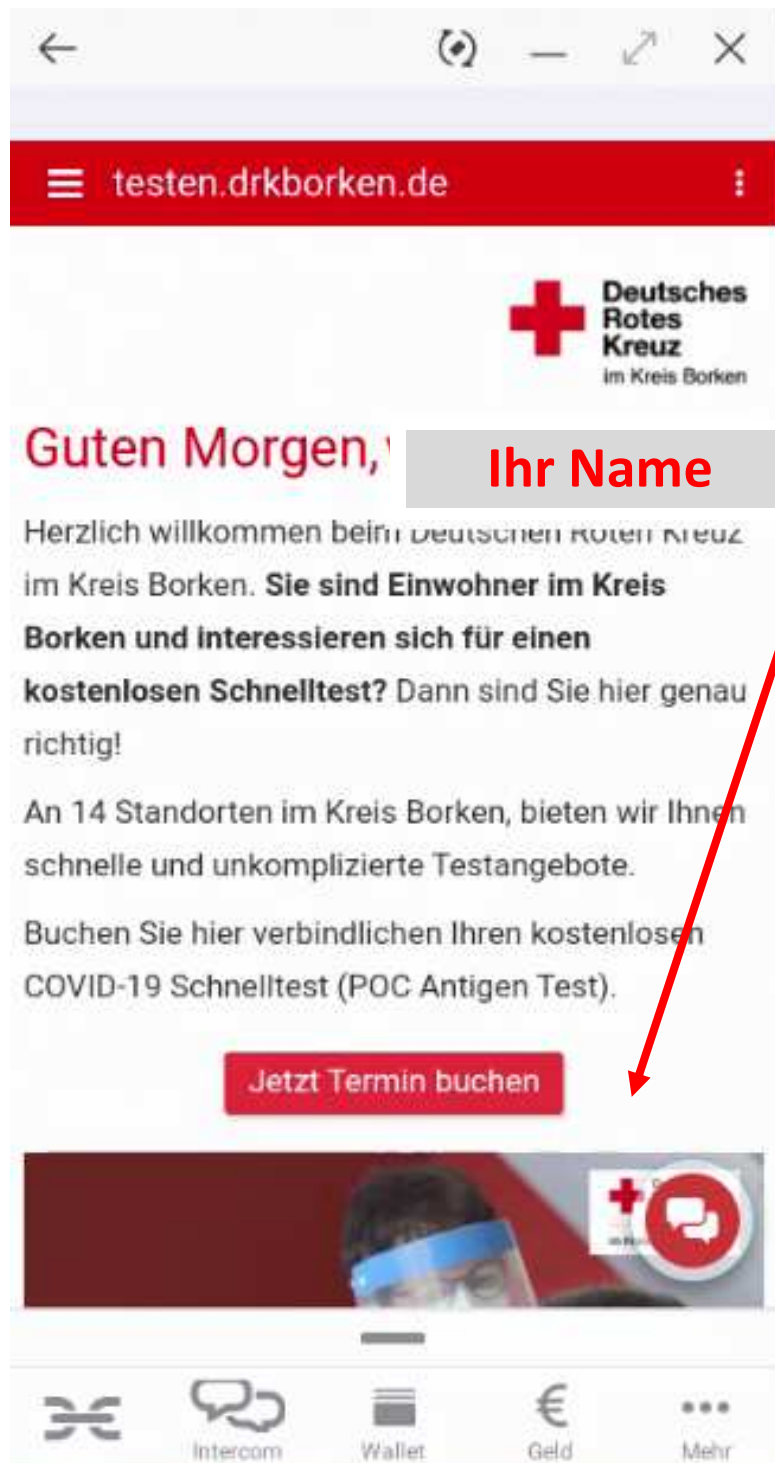 testen.drkborken.de
Deutsches
Rotes
Kreuz
im Kreis Borken
Guten Morgen,
Ihr Name
Herzlich willkommen beim Deutschen Roten Kreuz
im Kreis Borken. Sie sind Einwohner im Kreis
Borken und interessieren sich für einen
kostenlosen Schnelltest? Dann sind Sie hier genau
richtig!
An 14 Standorten im Kreis Borken, bieten wir Ihnen
schnelle und unkomplizierte Testangebote.
Buchen Sie hier verbindlichen Ihren kostenlosen
COVID-19 Schnelltest (POC Antigen Test).
Jetzt Termin buchen
Intercom
Wallet
Geld
Mehr